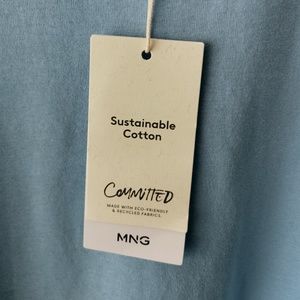 Sustainable
Cotton
COMMITTED
MADE WITH ECO-FRIENDLY
& RECYCLED FABRICS.
MNG